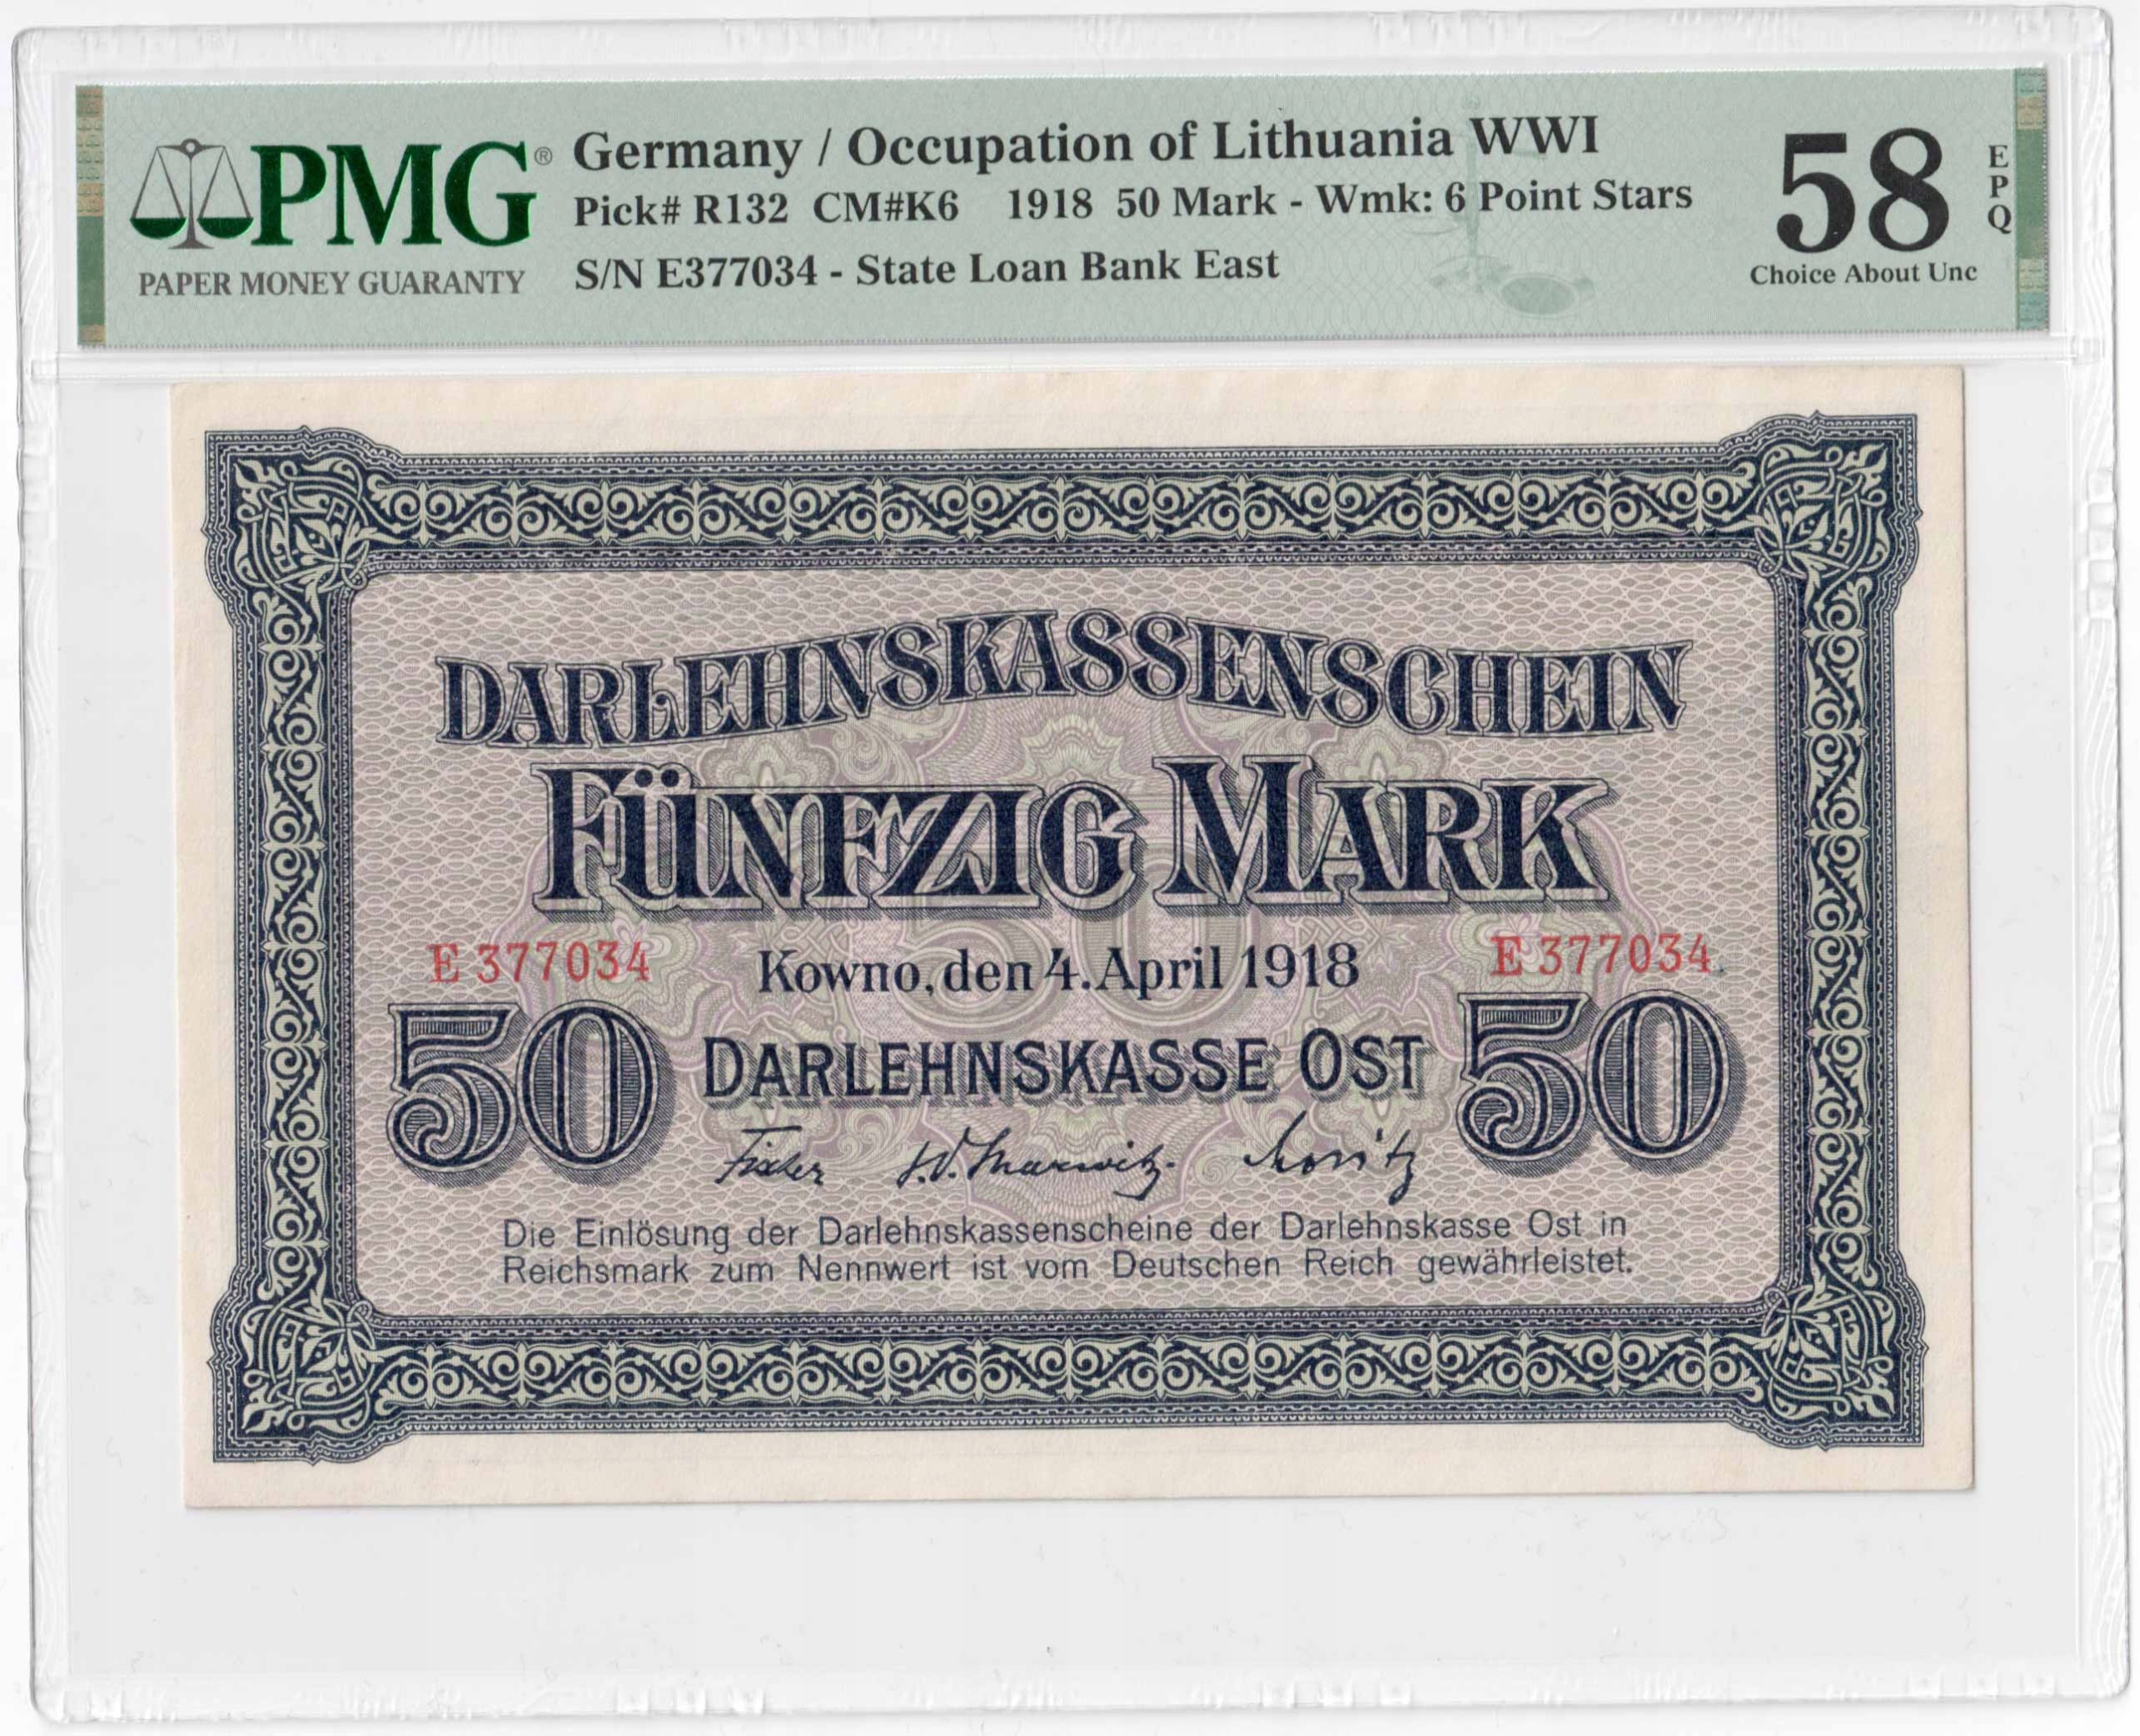 PMG®
PAPER MONEY GUARANTY
Germany / Occupation of Lithuania WWI
Pick# R132 CM#K6 1918 50 Mark - Wmk: 6 Point Stars
S/N E377034 - State Loan Bank East
58
EPQ
Choice About Unc
DARLEHNSKASSENSCHEIN
FÜNFZIG MARK
E 377034 Kowno, den 4. April 1918 E 377034.
50 DARLEHNSKASSE OST 50
Fischer v. d. Marwitz. Moritz
Die Einlösung der Darlehnskassenscheine der Darlehnskasse Ost in
Reichsmark zum Nennwert ist vom Deutschen Reich gewährleistet.